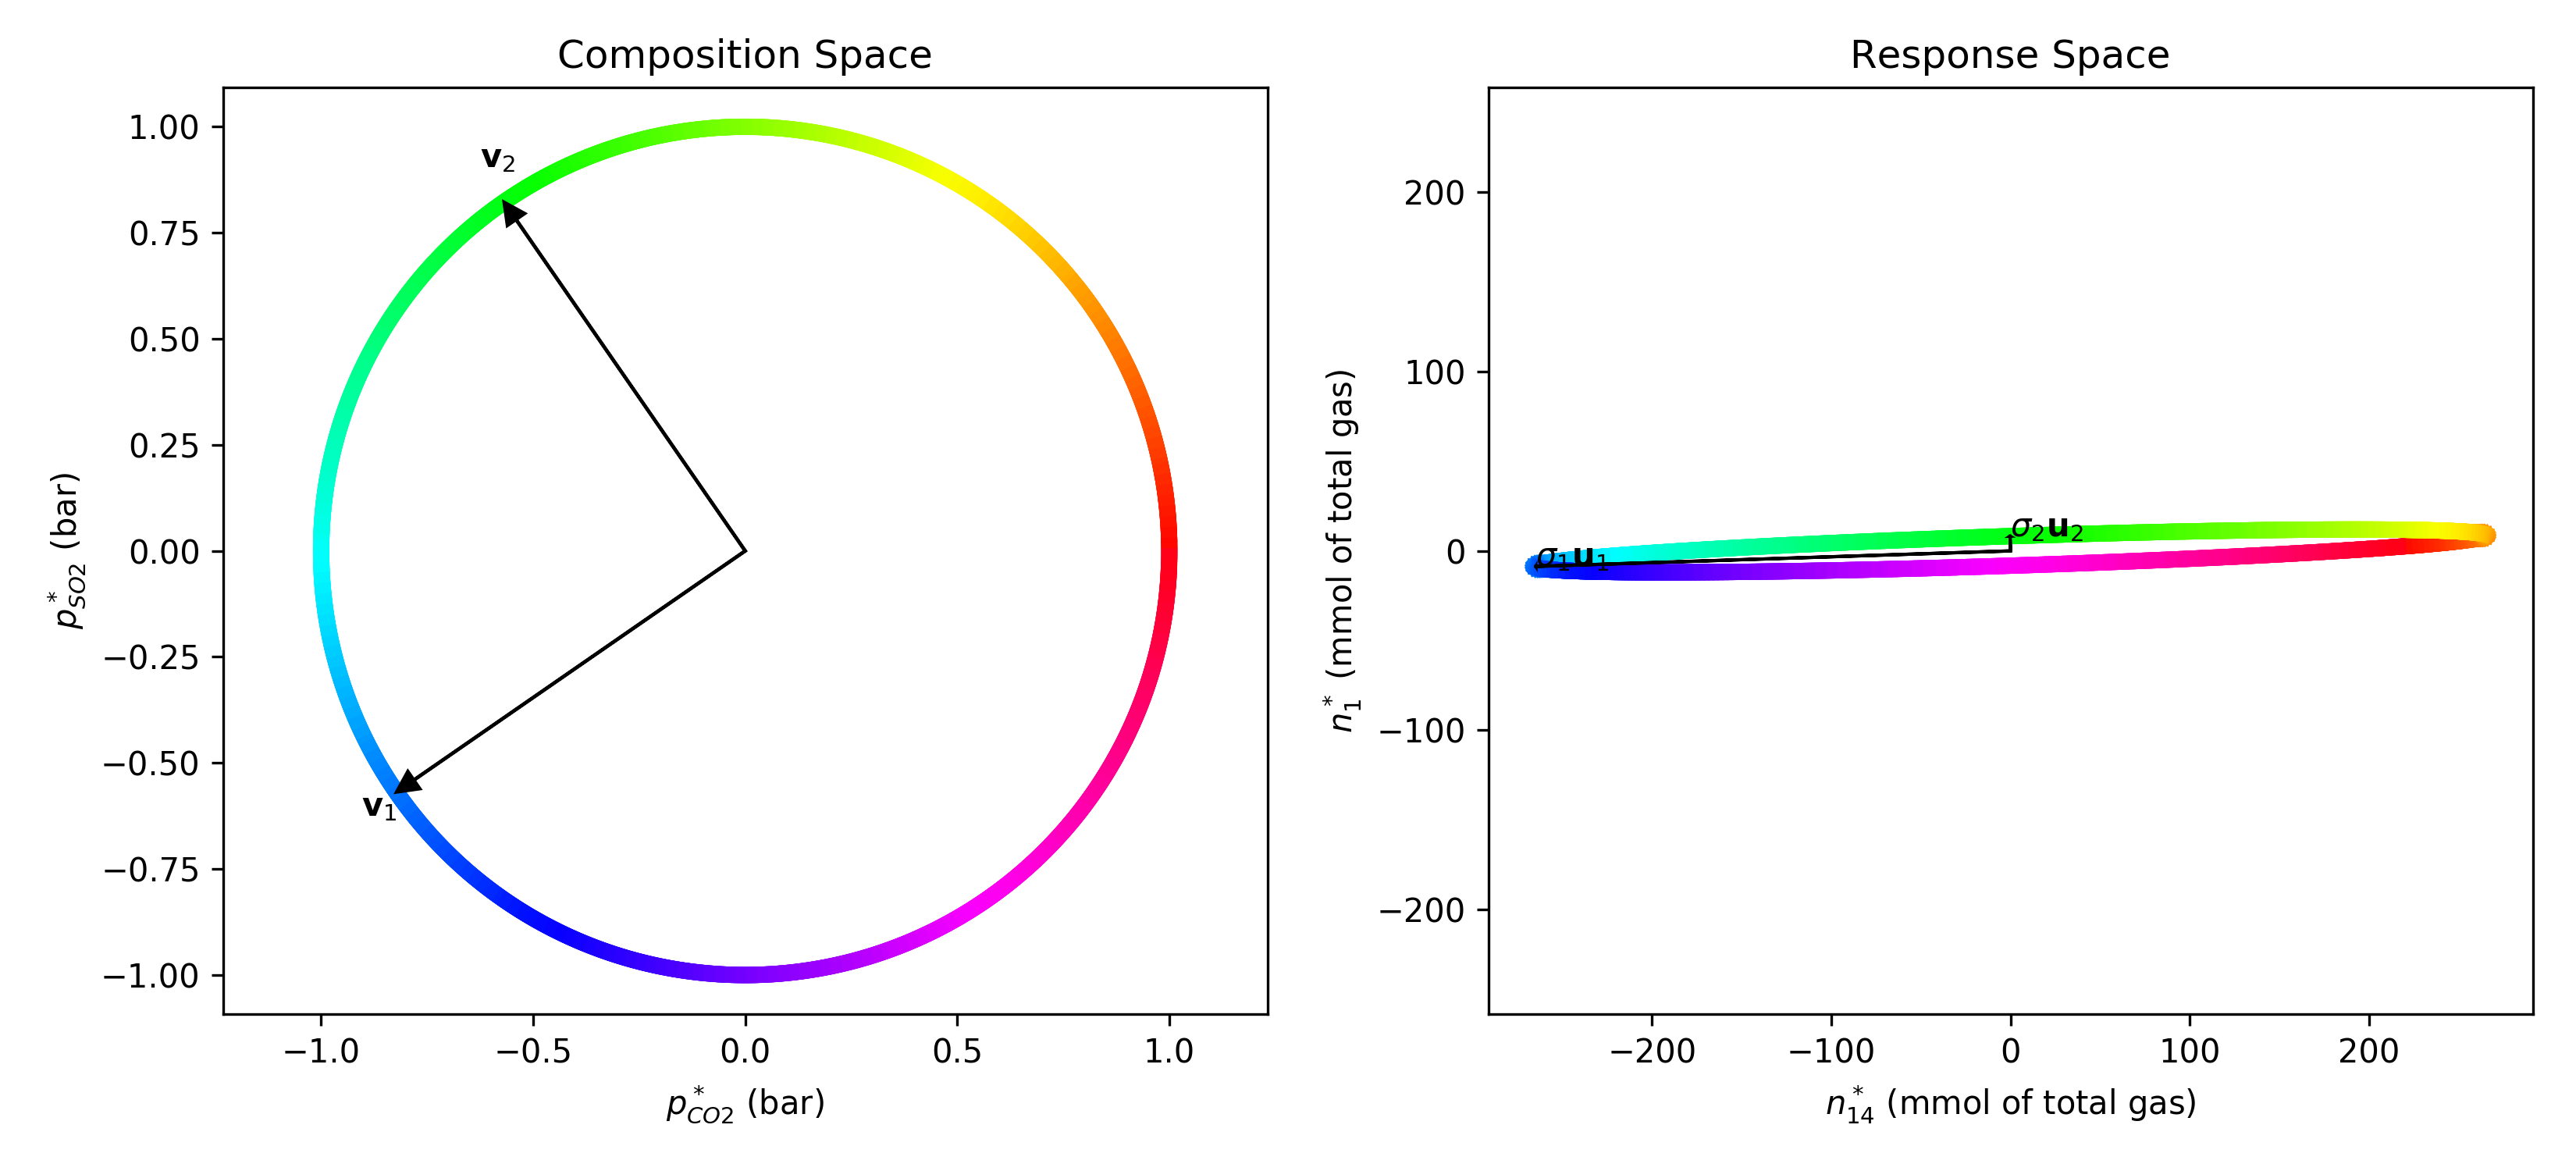 Composition Space
1.00
0.75
0.50
0.25
0.00
−0.25
−0.50
−0.75
−1.00
p*SO2 (bar)
v2
v1
−1.0 −0.5 0.0 0.5 1.0
p*CO2 (bar)
Response Space
200
100
0
−100
−200
n*1 (mmol of total gas)
σ2u2
σ1u1
−200 −100 0 100 200
n*14 (mmol of total gas)